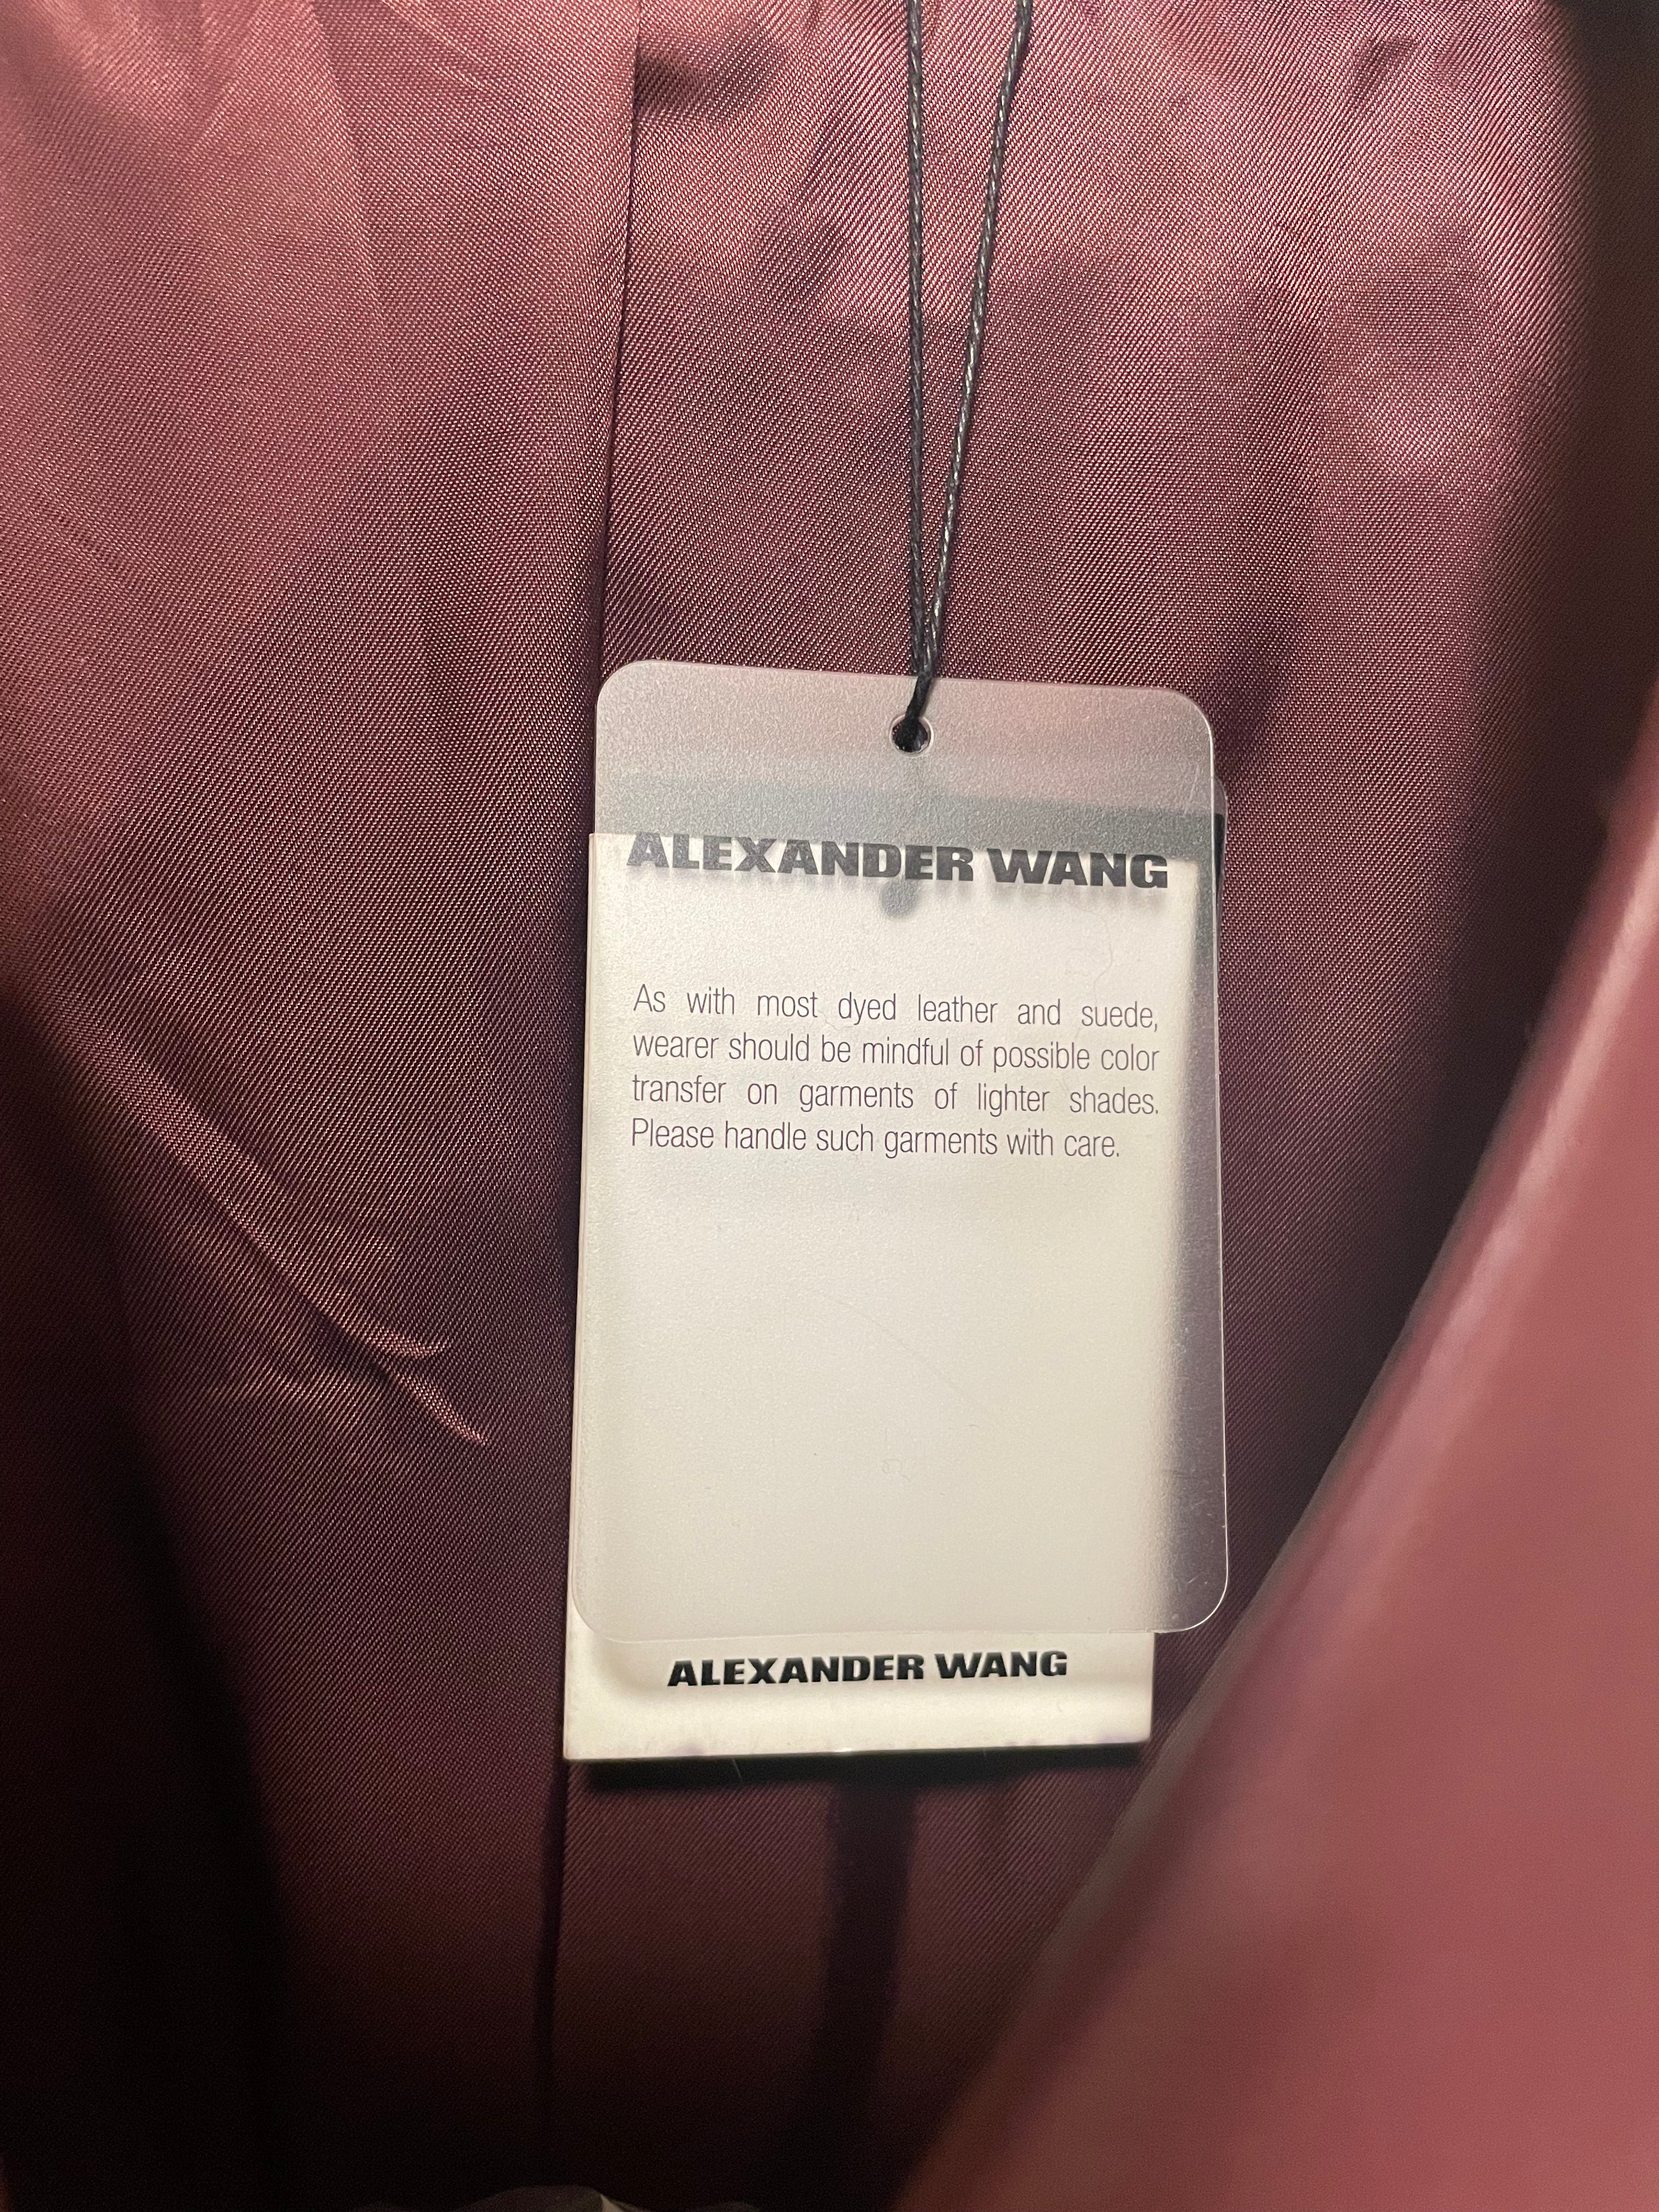 ALEXANDER WANG
As with most dyed leather and suede,
wearer should be mindful of possible color
transfer on garments of lighter shades.
Please handle such garments with care.
ALEXANDER WANG